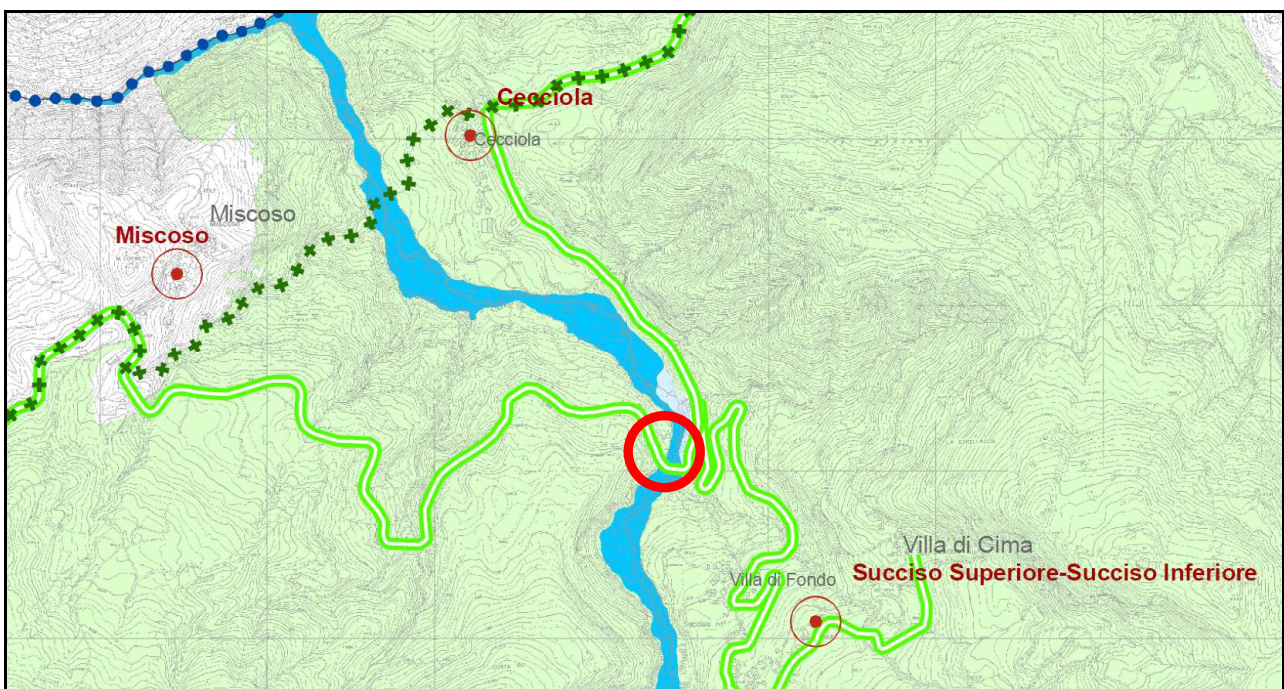 Cecciola
Cecciola
Miscoso
Miscoso
Villa di Cima
Villa di Fondo
Succiso Superiore-Succiso Inferiore